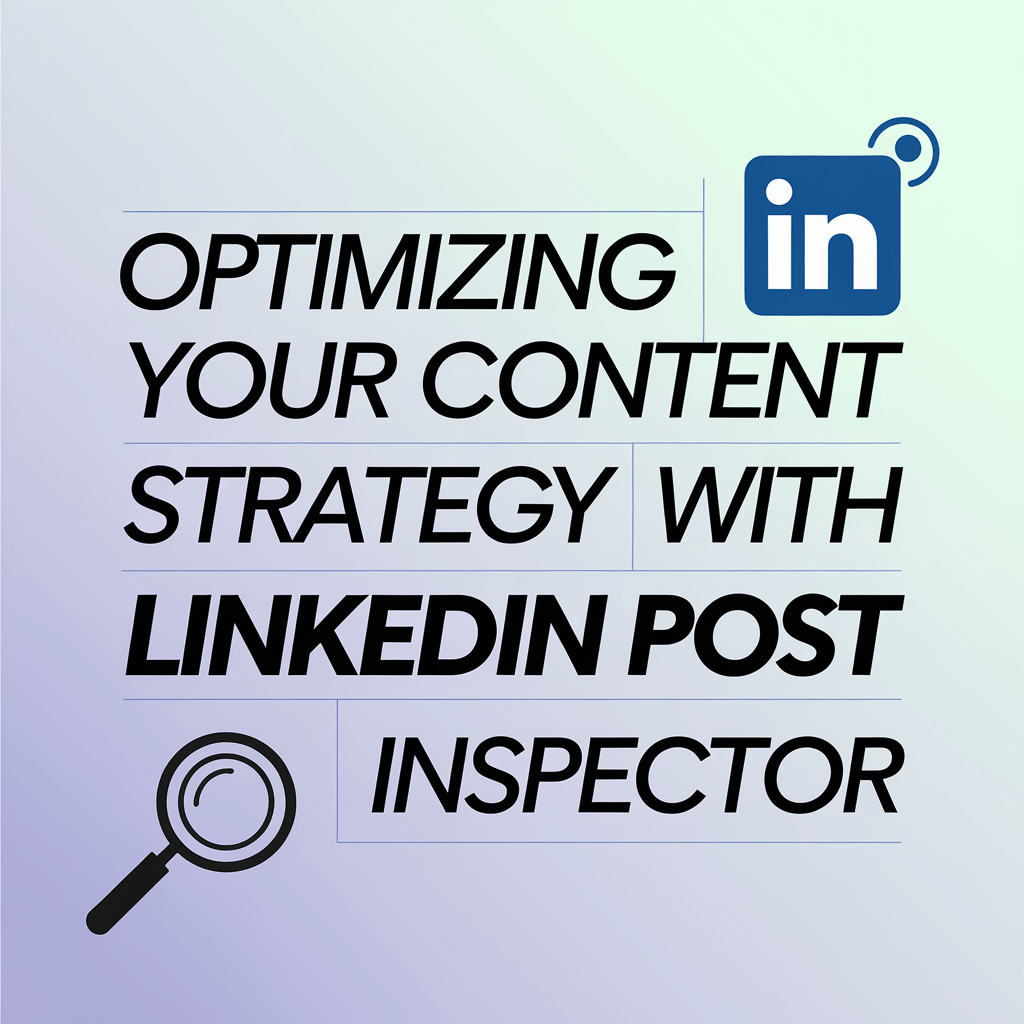 in
OPTIMIZING
YOUR CONTENT
STRATEGY WITH
LINKEDIN POST
INSPECTOR